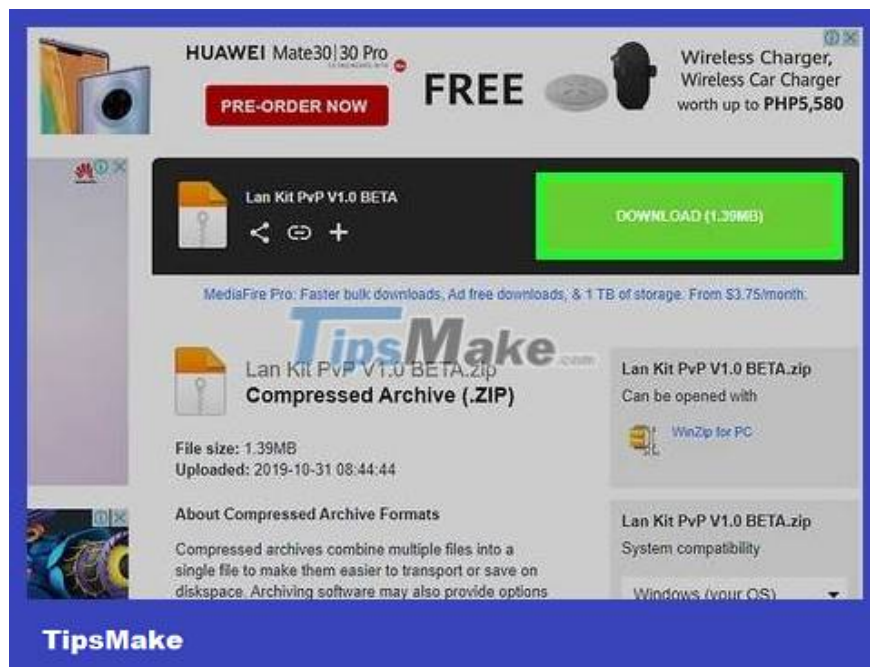 HUAWEI Mate30|30 Pro
PRE-ORDER NOW
FREE
Wireless Charger,
Wireless Car Charger
worth up to PHP5,580
Lan Kit PvP V1.0 BETA
DOWNLOAD (1.39MB)
MediaFire Pro: Faster bulk downloads, Ad free downloads, & 1 TB of storage. From $3.75/month.
TipsMake.com
Lan Kit PvP V1.0 BETA.zip
Compressed Archive (.ZIP)
File size: 1.39MB
Uploaded: 2019-10-31 08:44:44
About Compressed Archive Formats
Compressed archives combine multiple files into a
single file to make them easier to transport or save on
diskspace. Archiving software may also provide options
Lan Kit PvP V1.0 BETA.zip
Can be opened with
WinZip for PC
Lan Kit PvP V1.0 BETA.zip
System compatibility
Windows (your OS)
TipsMake